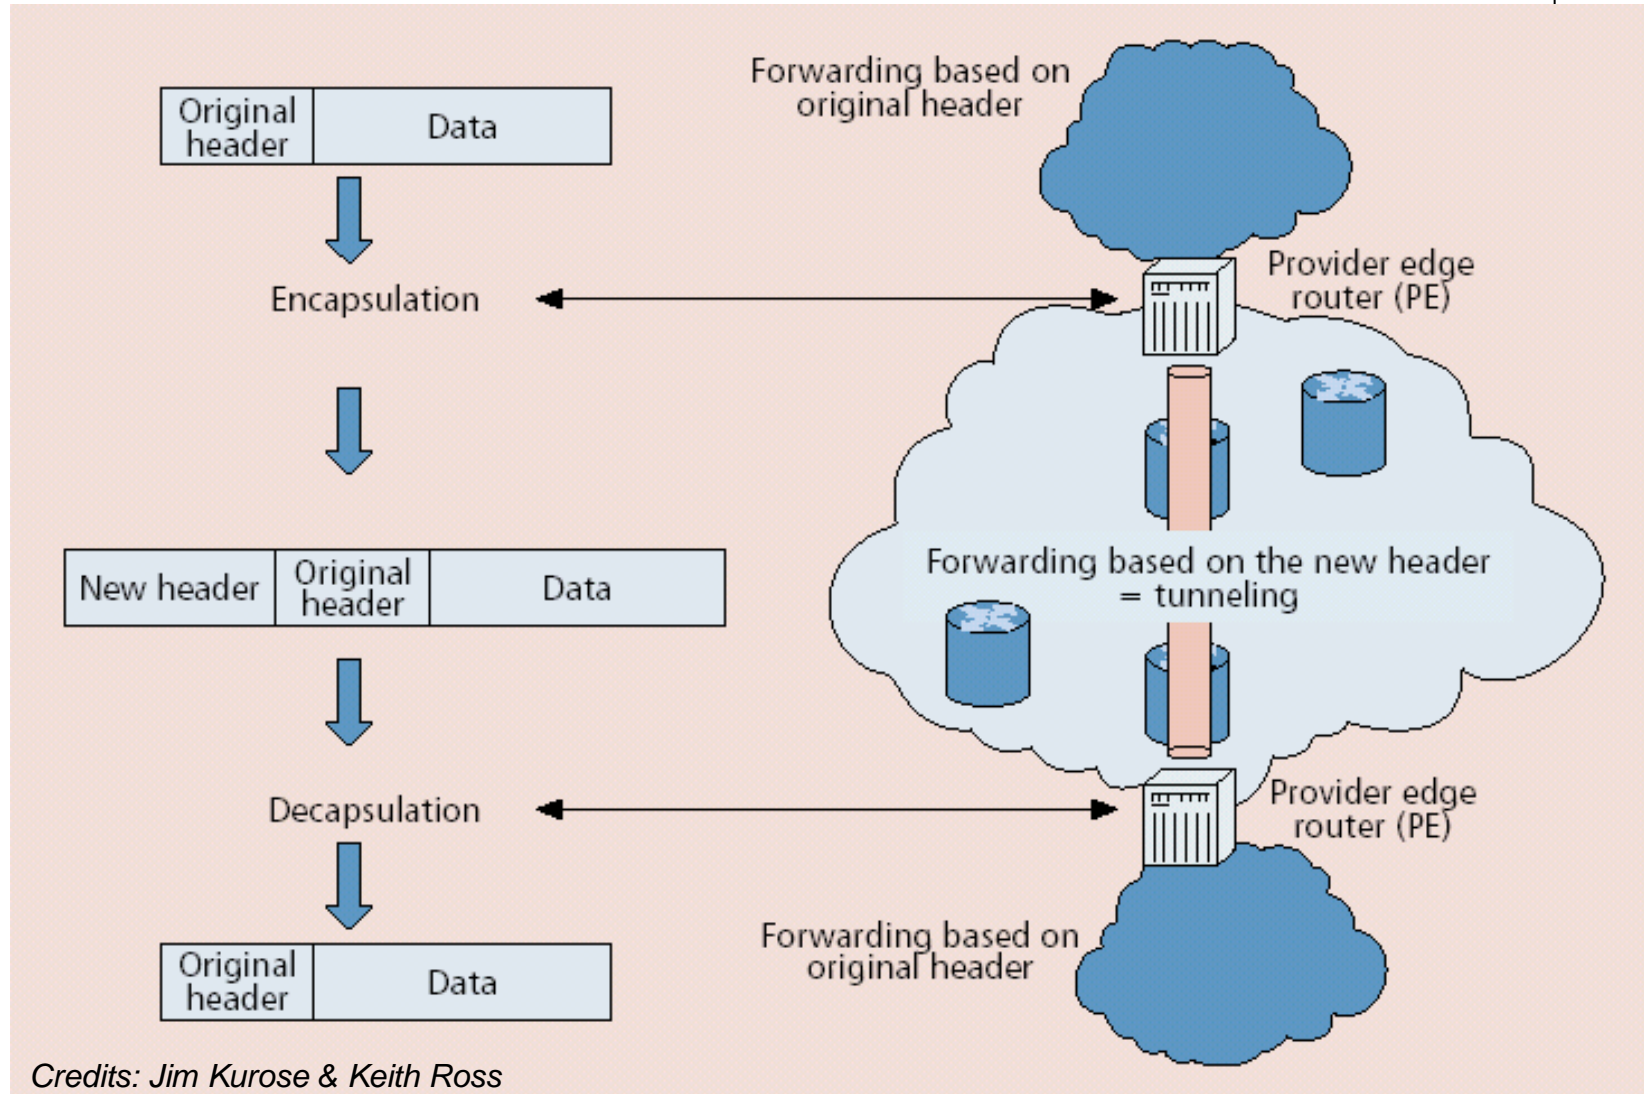 Forwarding based on
original header
Original
header
Data
Provider edge
router (PE)
Encapsulation
New header
Original
header
Data
Forwarding based on the new header
= tunneling
Decapsulation
Provider edge
router (PE)
Forwarding based on
original header
Original
header
Data
Credits: Jim Kurose & Keith Ross